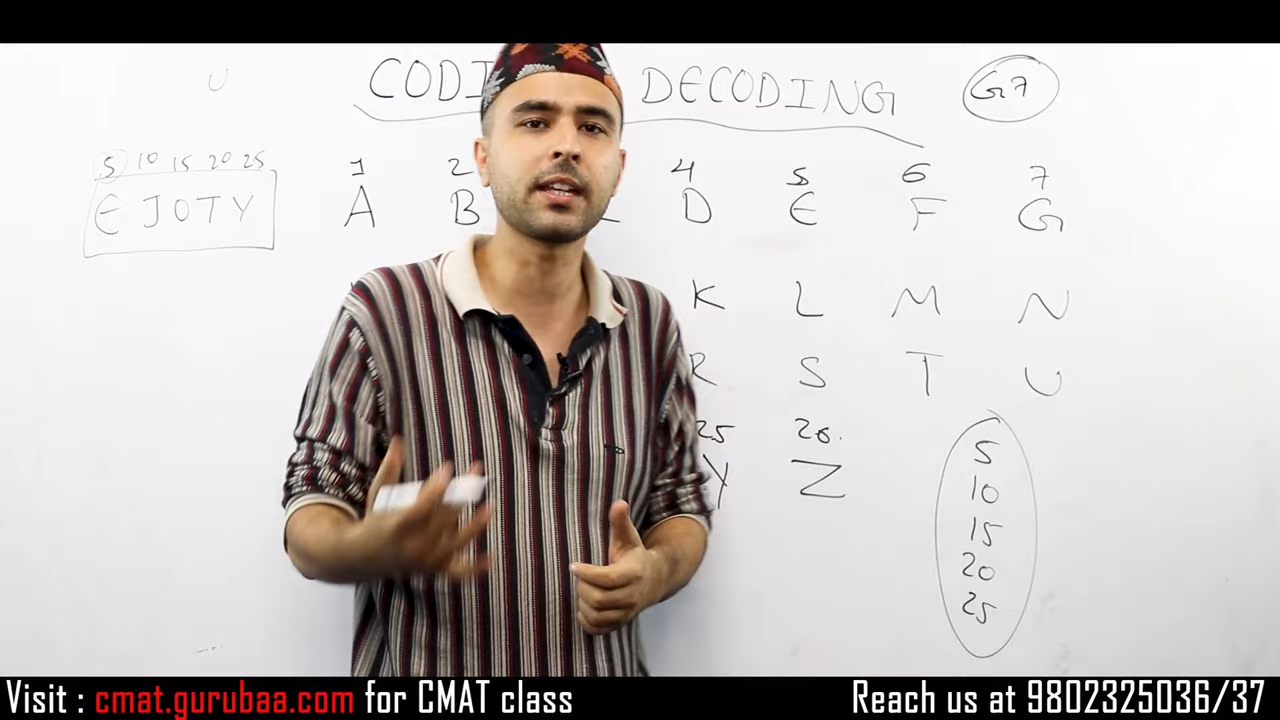 U
CODI DECODING G7
5 10 15 20 25
E J O T Y
1 2 4 5 6 7
A B D E F G
K L M N
R S T U
25 26.
Y Z
5
10
15
20
25
Visit : cmat.gurubaa.com for CMAT class
Reach us at 9802325036/37